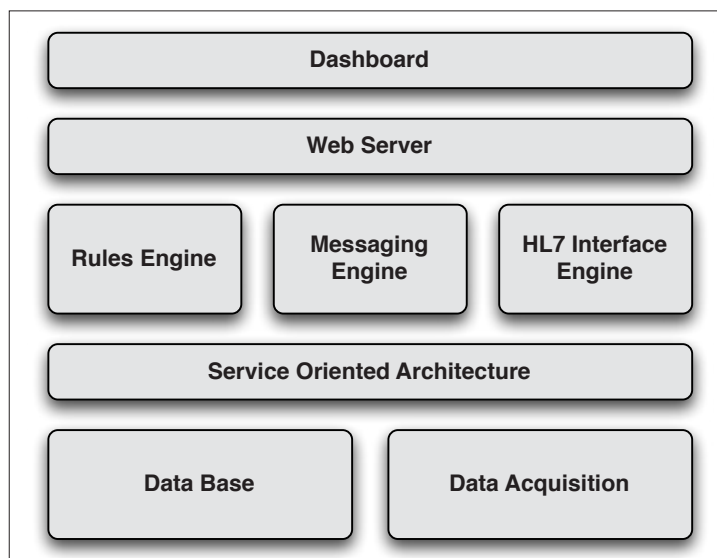 Dashboard
Web Server
Rules Engine
Messaging
Engine
HL7 Interface
Engine
Service Oriented Architecture
Data Base
Data Acquisition